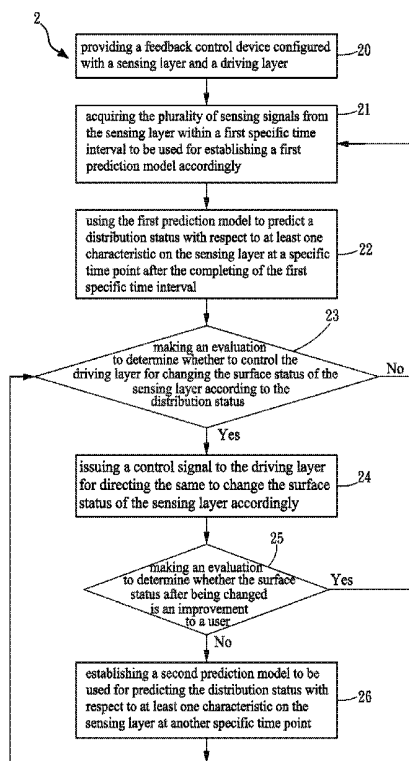 2
providing a feedback control device configured
with a sensing layer and a driving layer
20
21
acquiring the plurality of sensing signals from
the sensing layer within a first specific time
interval to be used for establishing a first
prediction model accordingly
using the first prediction model to predict a
distribution status with respect to at least one
characteristic on the sensing layer at a specific
time point after the completing of the first
specific time interval
22
23
making an evaluation
to determine whether to control the
driving layer for changing the surface status of the
sensing layer according to the
distribution status
No
Yes
issuing a control signal to the driving layer
for directing the same to change the surface
status of the sensing layer accordingly
24
25
making an evaluation
to determine whether the surface
status after being changed
is an improvement
to a user
Yes
No
establishing a second prediction model to be
used for predicting the distribution status with
respect to at least one characteristic on the
sensing layer at another specific time point
26